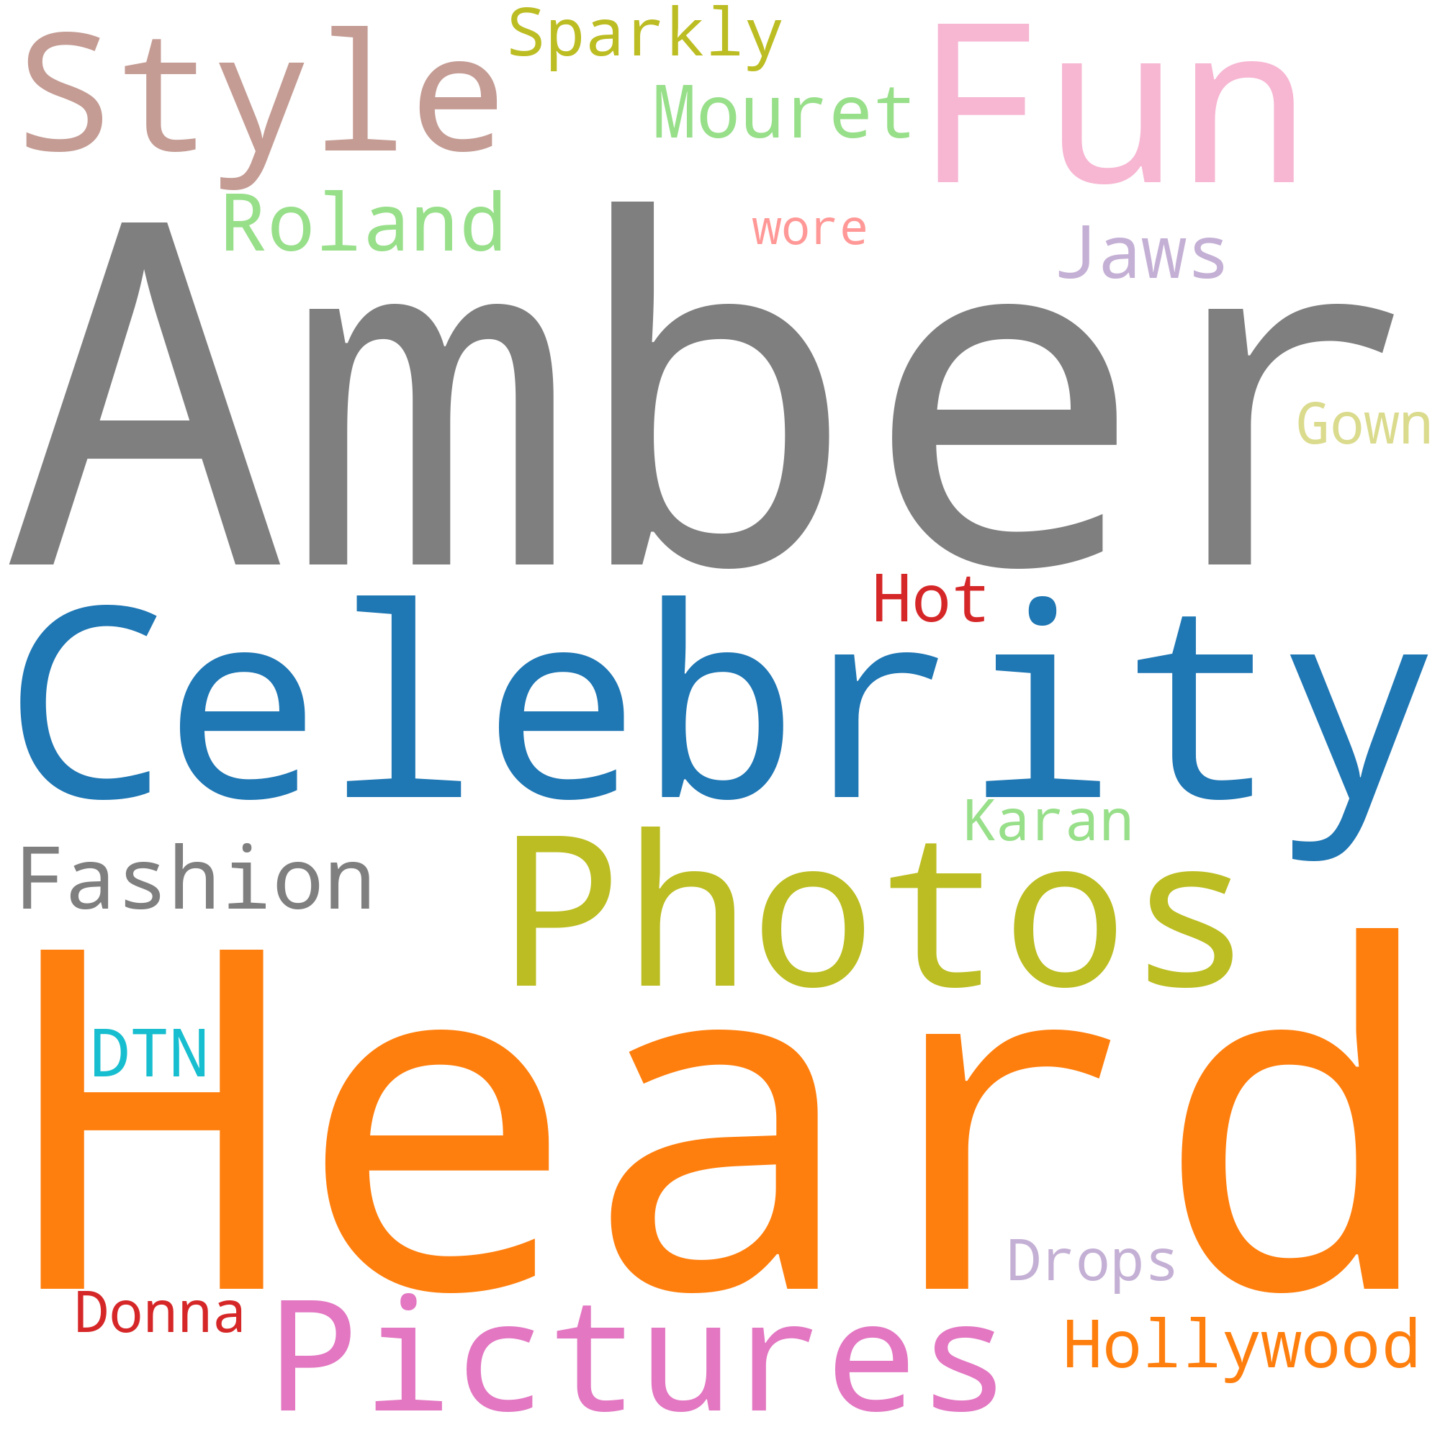 Sparkly
Style
Fun
Mouret
Roland
wore
Jaws
Amber
Gown
Hot
Celebrity
Karan
Fashion
Photos
Heard
DTN
Drops
Donna
Pictures
Hollywood